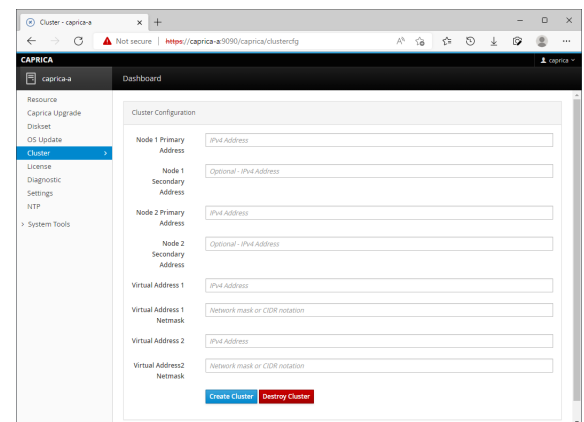 Cluster - caprica-a
Not secure | https://caprica-a:9090/caprica/clustercfg
CAPRICA
caprica
caprica-a
Dashboard
Resource
Caprica Upgrade
Diskset
OS Update
Cluster
License
Diagnostic
Settings
NTP
System Tools
Cluster Configuration
Node 1 Primary
Address
IPv4 Address
Node 1
Secondary
Address
Optional - IPv4 Address
Node 2 Primary
Address
IPv4 Address
Node 2
Secondary
Address
Optional - IPv4 Address
Virtual Address 1
IPv4 Address
Virtual Address 1
Netmask
Network mask or CIDR notation
Virtual Address 2
IPv4 Address
Virtual Address2
Netmask
Network mask or CIDR notation
Create Cluster Destroy Cluster